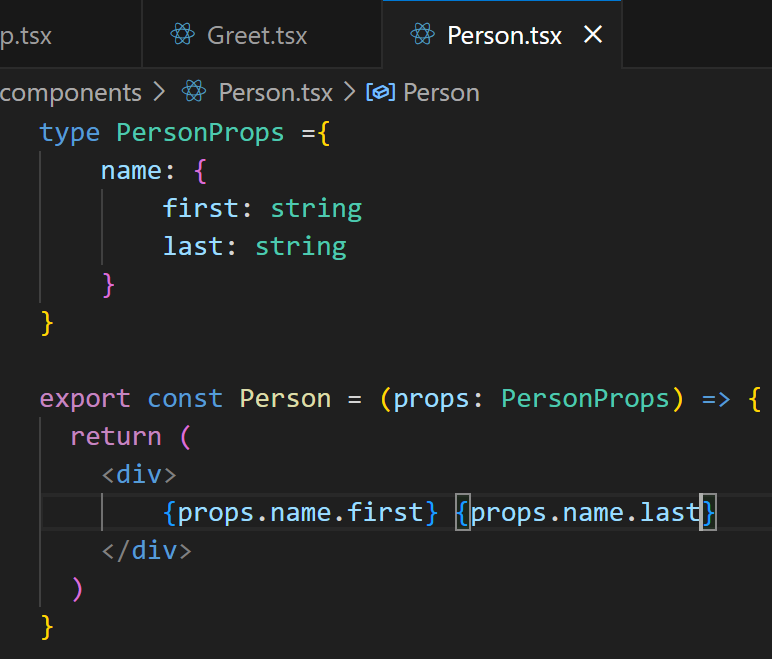 p.tsx Greet.tsx Person.tsx
components > Person.tsx > Person
type PersonProps ={
    name: {
        first: string
        last: string
    }
}
export const Person = (props: PersonProps) => {
  return (
    <div>
        {props.name.first} {props.name.last}
    </div>
  )
}